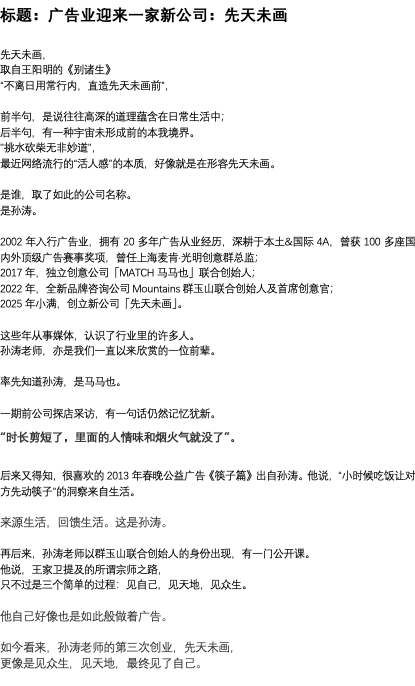 标题：广告业迎来一家新公司：先天未画
先天未画，
取自王阳明的《别诸生》
“不离日用常行内，直造先天未画前”，
前半句，是说往往高深的道理蕴含在日常生活中；
后半句，有一种宇宙未形成前的本我境界。
“挑水砍柴无非妙道”，
最近网络流行的“活人感”的本质，好像就是在形容先天未画。
是谁，取了如此的公司名称。
是孙涛。
2002 年入行广告业，拥有 20 多年广告从业经历，深耕于本土&国际 4A，曾获 100 多座国
内外顶级广告赛事奖项，曾任上海麦肯·光明创意群总监；
2017 年，独立创意公司「MATCH 马马也」联合创始人；
2022 年，全新品牌咨询公司 Mountains 群玉山联合创始人及首席创意官；
2025 年小满，创立新公司「先天未画」。
这些年从事媒体，认识了行业里的许多人。
孙涛老师，亦是我们一直以来欣赏的一位前辈。
率先知道孙涛，是马马也。
一期前公司探店采访，有一句话仍然记忆犹新。
“时长剪短了，里面的人情味和烟火气就没了”。
后来又得知，很喜欢的 2013 年春晚公益广告《筷子篇》出自孙涛。他说，“小时候吃饭让对
方先动筷子”的洞察来自生活。
来源生活，回馈生活。这是孙涛。
再后来，孙涛老师以群玉山联合创始人的身份出现，有一门公开课。
他说，王家卫提及的所谓宗师之路，
只不过是三个简单的过程：见自己，见天地，见众生。
他自己好像也是如此般做着广告。
如今看来，孙涛老师的第三次创业，先天未画，
更像是见众生，见天地，最终见了自己。